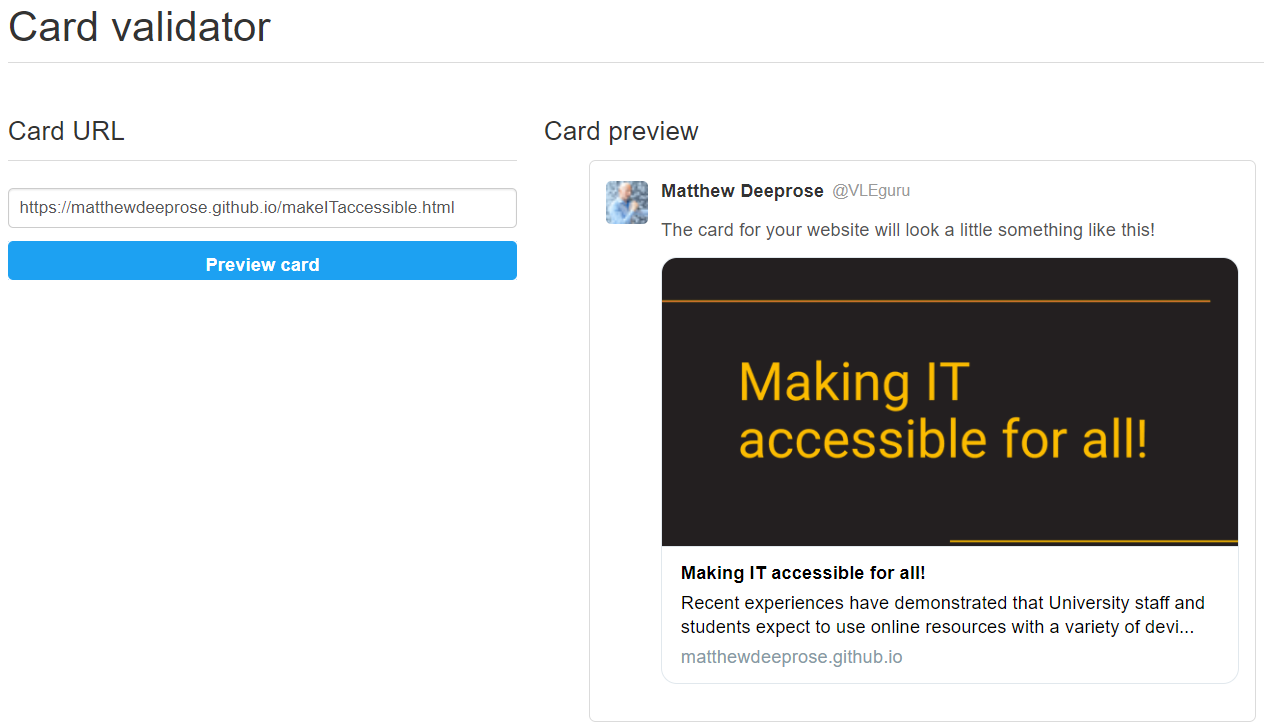 Card validator
Card URL
https://matthewdeeprose.github.io/makeITaccessible.html
Preview card
Card preview
Matthew Deeprose @VLEguru
The card for your website will look a little something like this!
Making IT
accessible for all!
Making IT accessible for all!
Recent experiences have demonstrated that University staff and
students expect to use online resources with a variety of devi...
matthewdeeprose.github.io